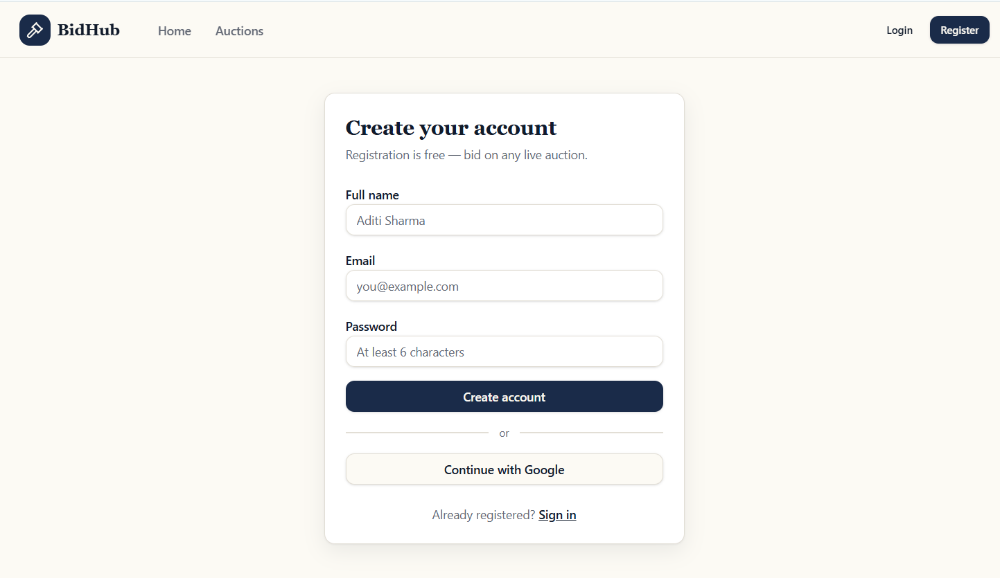 BidHub Home Auctions Login Register
Create your account
Registration is free — bid on any live auction.
Full name
Aditi Sharma
Email
you@example.com
Password
At least 6 characters
Create account
or
Continue with Google
Already registered? Sign in